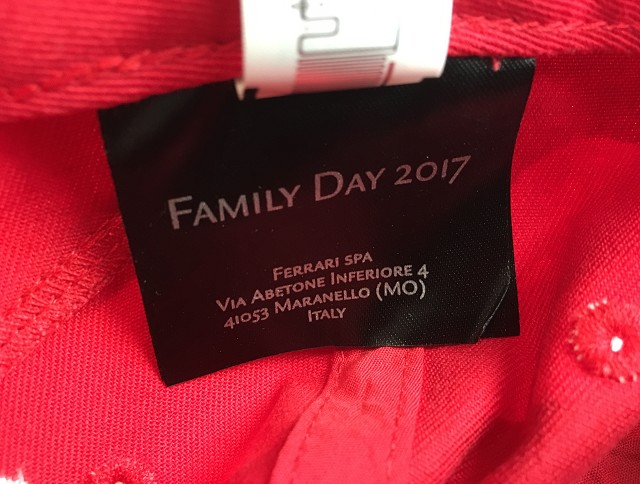 Family Day 2017
Ferrari spa
Via Abetone Inferiore 4
41053 Maranello (MO)
Italy